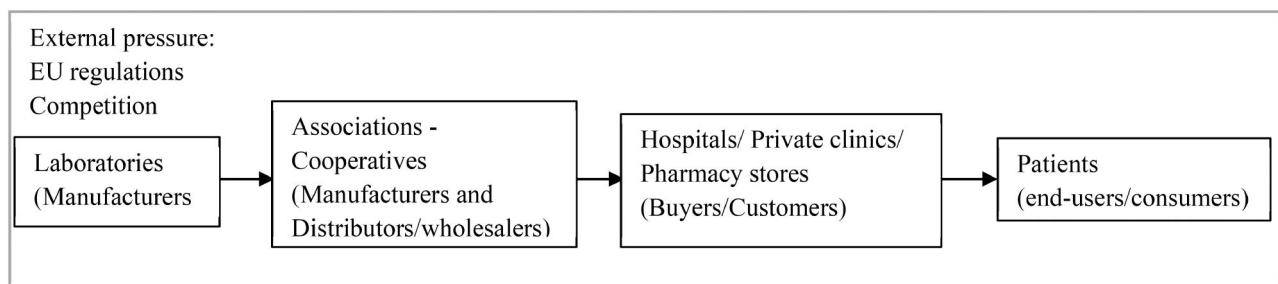 External pressure:
EU regulations
Competition
Laboratories
(Manufacturers
Associations -
Cooperatives
(Manufacturers and
Distributors/wholesalers)
Hospitals/ Private clinics/
Pharmacy stores
(Buyers/Customers)
Patients
(end-users/consumers)